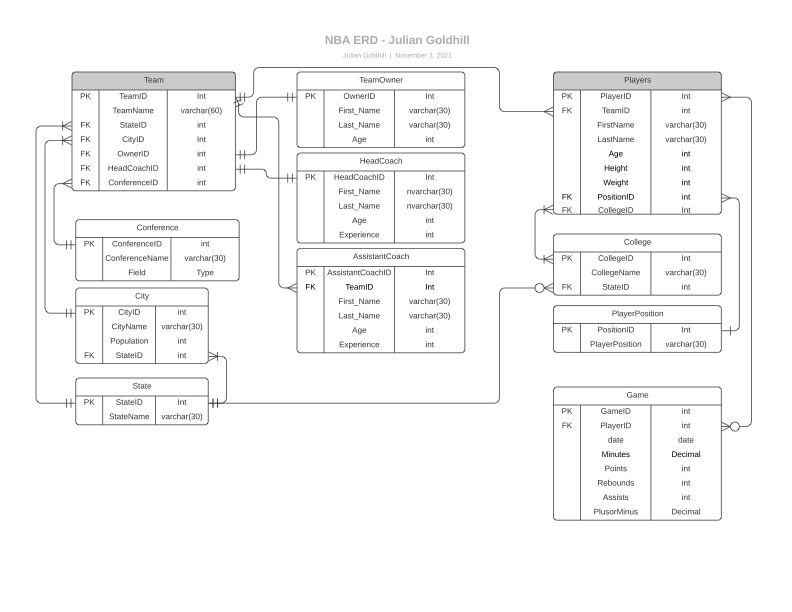 NBA ERD - Julian Goldhill
Julian Goldhill | November 3, 2021
Team
PK TeamID Int
TeamName varchar(60)
FK StateID int
FK CityID int
FK OwnerID int
FK HeadCoachID int
FK ConferenceID int
Conference
PK ConferenceID int
ConferenceName varchar(30)
Field Type
City
PK CityID int
CityName varchar(30)
Population int
FK StateID int
State
PK StateID Int
StateName varchar(30)
TeamOwner
PK OwnerID Int
First_Name varchar(30)
Last_Name varchar(30)
Age int
HeadCoach
PK HeadCoachID Int
First_Name nvarchar(30)
Last_Name nvarchar(30)
Age int
Experience int
AssistantCoach
PK AssistantCoachID Int
FK TeamID Int
First_Name varchar(30)
Last_Name varchar(30)
Age int
Experience int
Players
PK PlayerID Int
FK TeamID Int
FirstName varchar(30)
LastName varchar(30)
Age int
Height int
Weight int
FK PositionID int
FK CollegeID Int
College
PK CollegeID Int
CollegeName varchar(30)
FK StateID int
PlayerPosition
PK PositionID Int
PlayerPosition varchar(30)
Game
PK GameID int
FK PlayerID int
date date
Minutes Decimal
Points int
Rebounds int
Assists int
PlusorMinus Decimal